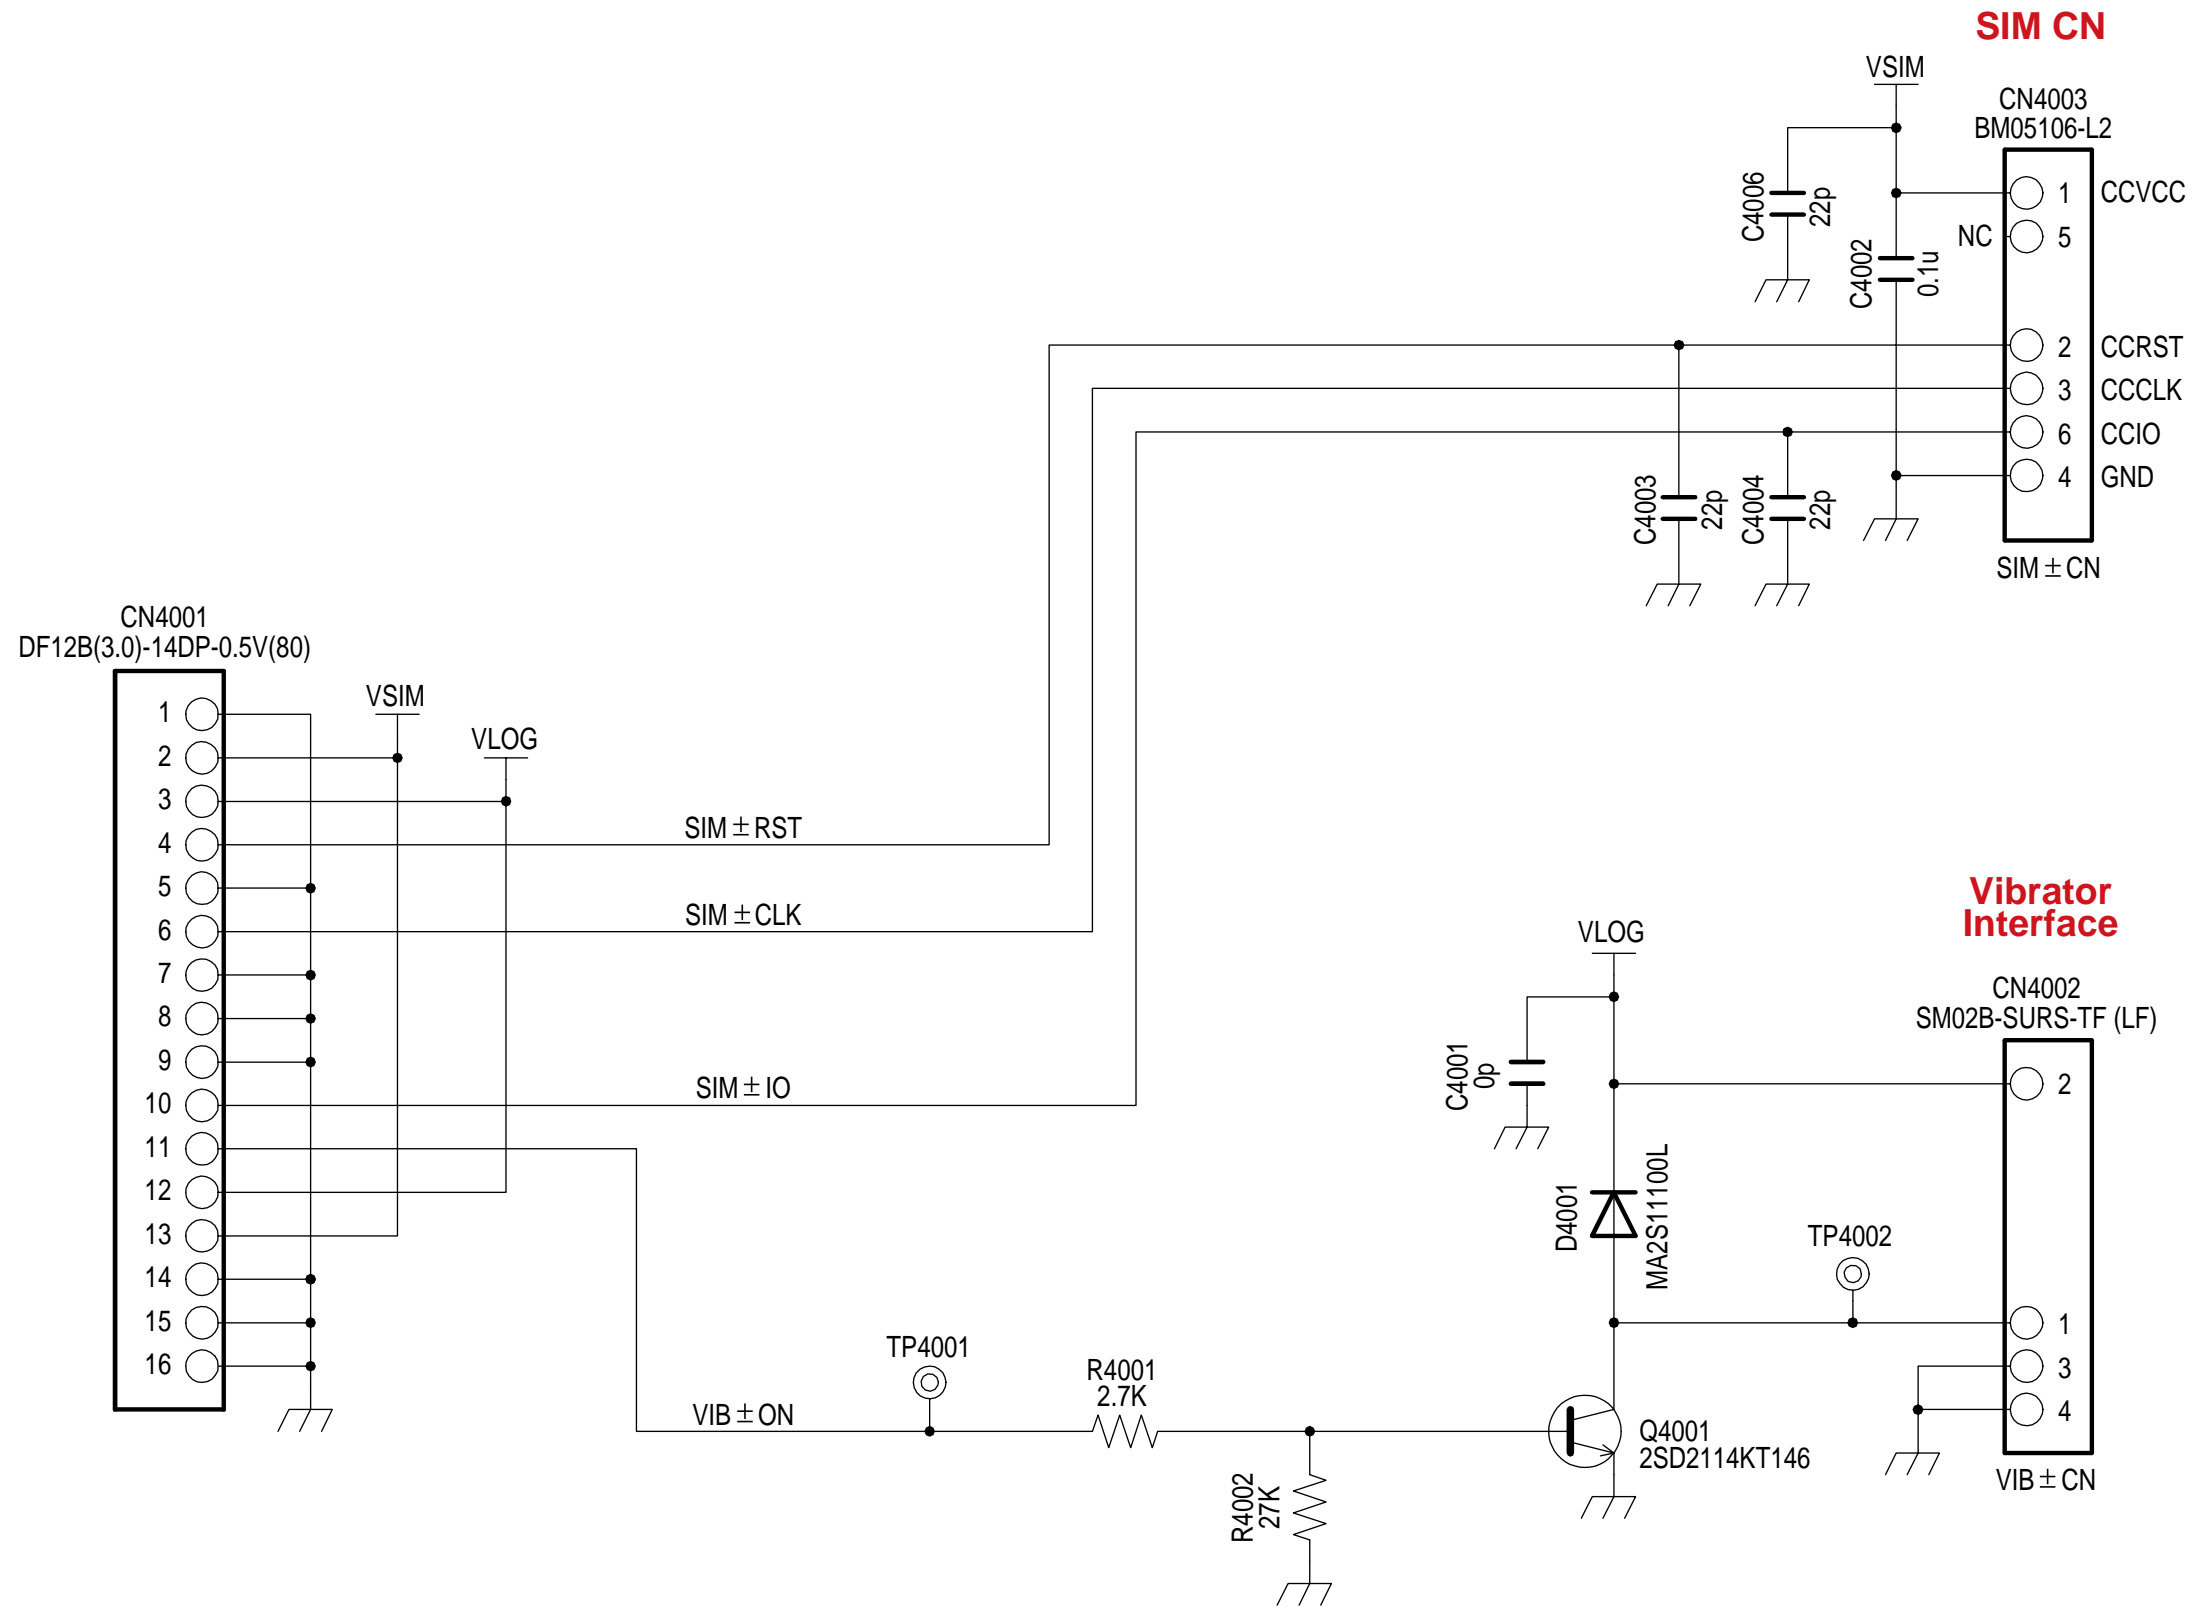 SIM CN
VSIM
CN4003
BM05106-L2
C4006
22p
C4002
0.1u
1 CCVCC
NC 5
2 CCRST
3 CCCLK
6 CCIO
4 GND
C4003
22p
C4004
22p
SIM±CN
CN4001
DF12B(3.0)-14DP-0.5V(80)
VSIM
VLOG
1
2
3
4
5
6
7
8
9
10
11
12
13
14
15
16
SIM±RST
SIM±CLK
SIM±IO
VIB±ON
TP4001
R4001
2.7K
R4002
27K
Vibrator
Interface
VLOG
CN4002
SM02B-SURS-TF (LF)
C4001
0p
D4001
MA2S11100L
TP4002
2
1
3
4
Q4001
2SD2114KT146
VIB±CN